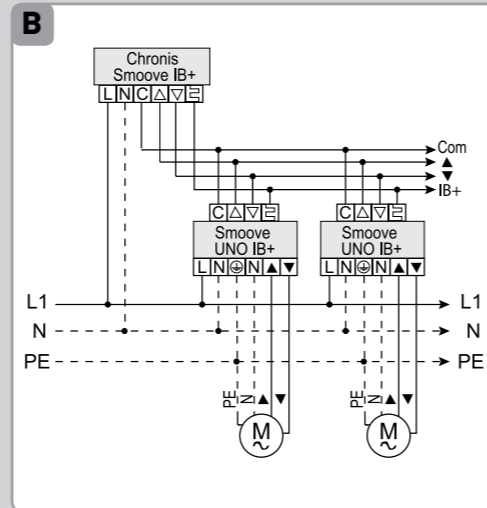 B
Chronis
Smoove IB+
L N C △ ▽
Com
▲
▼
IB+
C △ ▽
C △ ▽
Smoove
UNO IB+
Smoove
UNO IB+
L N ⏚ N ▲ ▼
L N ⏚ N ▲ ▼
L1
L1
N
N
PE
PE
PE N ▲ ▼
PE N ▲ ▼
M
~
M
~